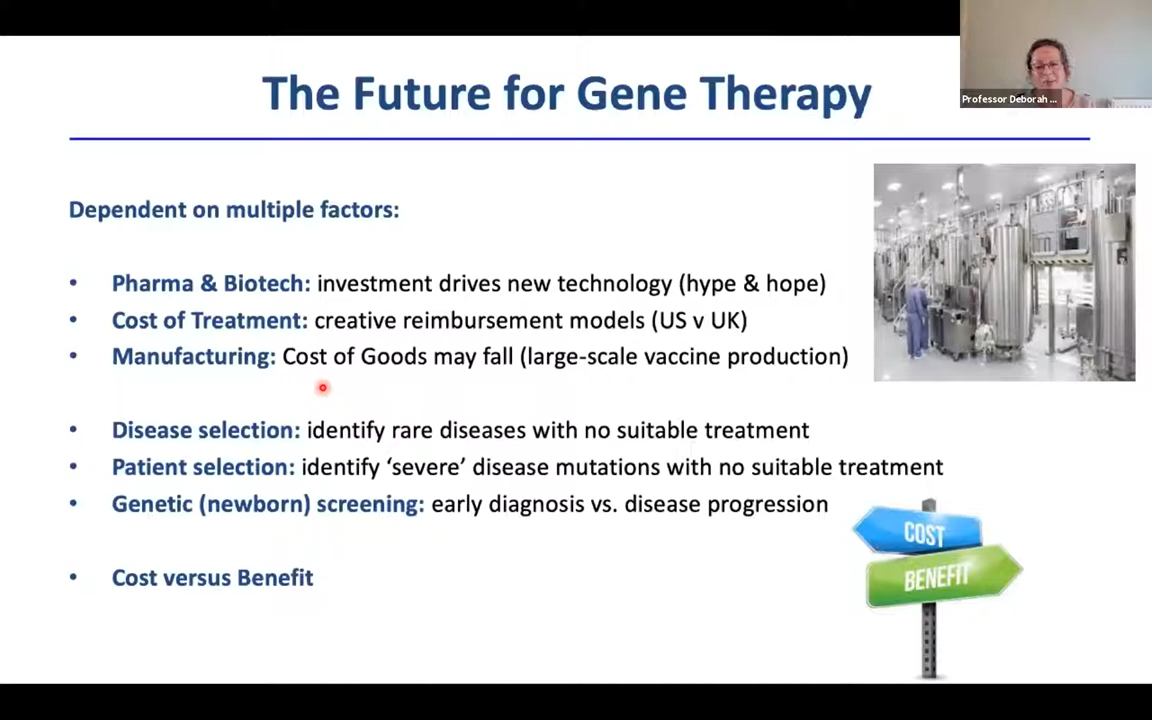 The Future for Gene Therapy
Professor Deborah ...
Dependent on multiple factors:
• Pharma & Biotech: investment drives new technology (hype & hope)
• Cost of Treatment: creative reimbursement models (US v UK)
• Manufacturing: Cost of Goods may fall (large-scale vaccine production)
• Disease selection: identify rare diseases with no suitable treatment
• Patient selection: identify ‘severe’ disease mutations with no suitable treatment
• Genetic (newborn) screening: early diagnosis vs. disease progression
• Cost versus Benefit
COST
BENEFIT